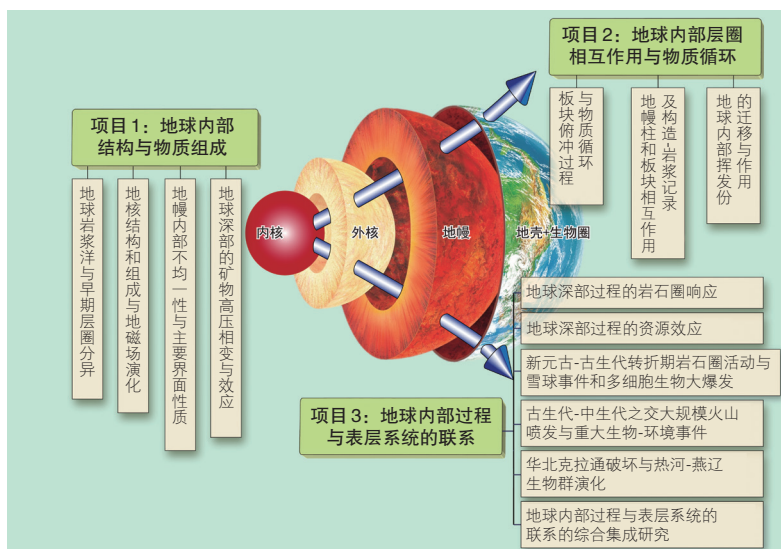 项目1：地球内部
结构与物质组成
地球岩浆洋与早期层圈分异
地核结构和组成与地磁场演化
地幔内部不均一性与主要界面性质
地球深部的矿物高压相变与效应
内核
外核
地幔
地壳+生物圈
项目2：地球内部层圈
相互作用与物质循环
板块俯冲过程
与物质循环
地幔柱和板块相互作用
及构造-岩浆记录
地球内部挥发份
的迁移与作用
项目3：地球内部过程
与表层系统的联系
地球深部过程的岩石圈响应
地球深部过程的资源效应
新元古-古生代转折期岩石圈活动与
雪球事件和多细胞生物大爆发
古生代-中生代之交大规模火山
喷发与重大生物-环境事件
华北克拉通破坏与热河-燕辽
生物群演化
地球内部过程与表层系统的
联系的综合集成研究